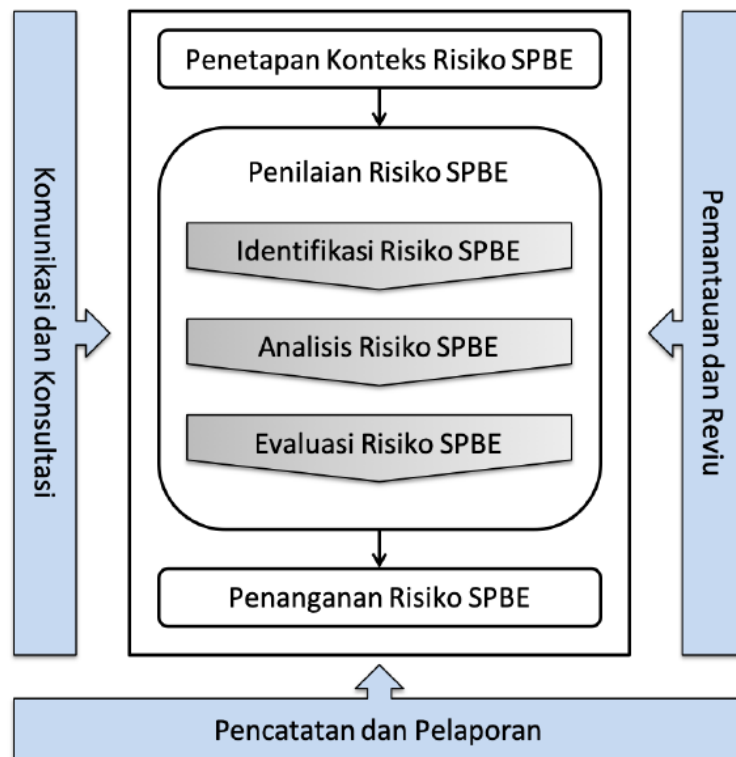 Penetapan Konteks Risiko SPBE
Penilaian Risiko SPBE
Identifikasi Risiko SPBE
Analisis Risiko SPBE
Evaluasi Risiko SPBE
Penanganan Risiko SPBE
Komunikasi dan Konsultasi
Pemantauan dan Reviu
Pencatatan dan Pelaporan